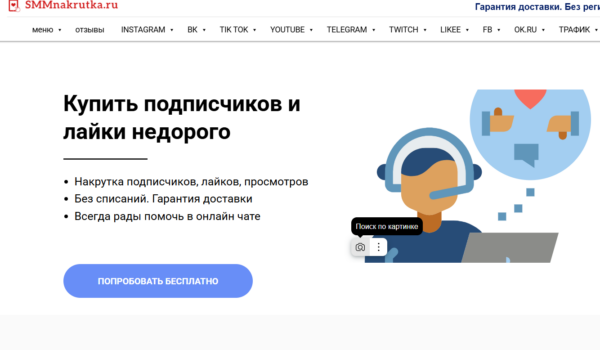 SMMnakrutka.ru
Гарантия доставки. Без реги
меню отзывы INSTAGRAM ВК TIK TOK YOUTUBE TELEGRAM TWITCH LIKEE FB OK.RU ТРАФИК
Купить подписчиков и
лайки недорого
Накрутка подписчиков, лайков, просмотров
Без списаний. Гарантия доставки
Всегда рады помочь в онлайн чате
Поиск по картинке
ПОПРОБОВАТЬ БЕСПЛАТНО